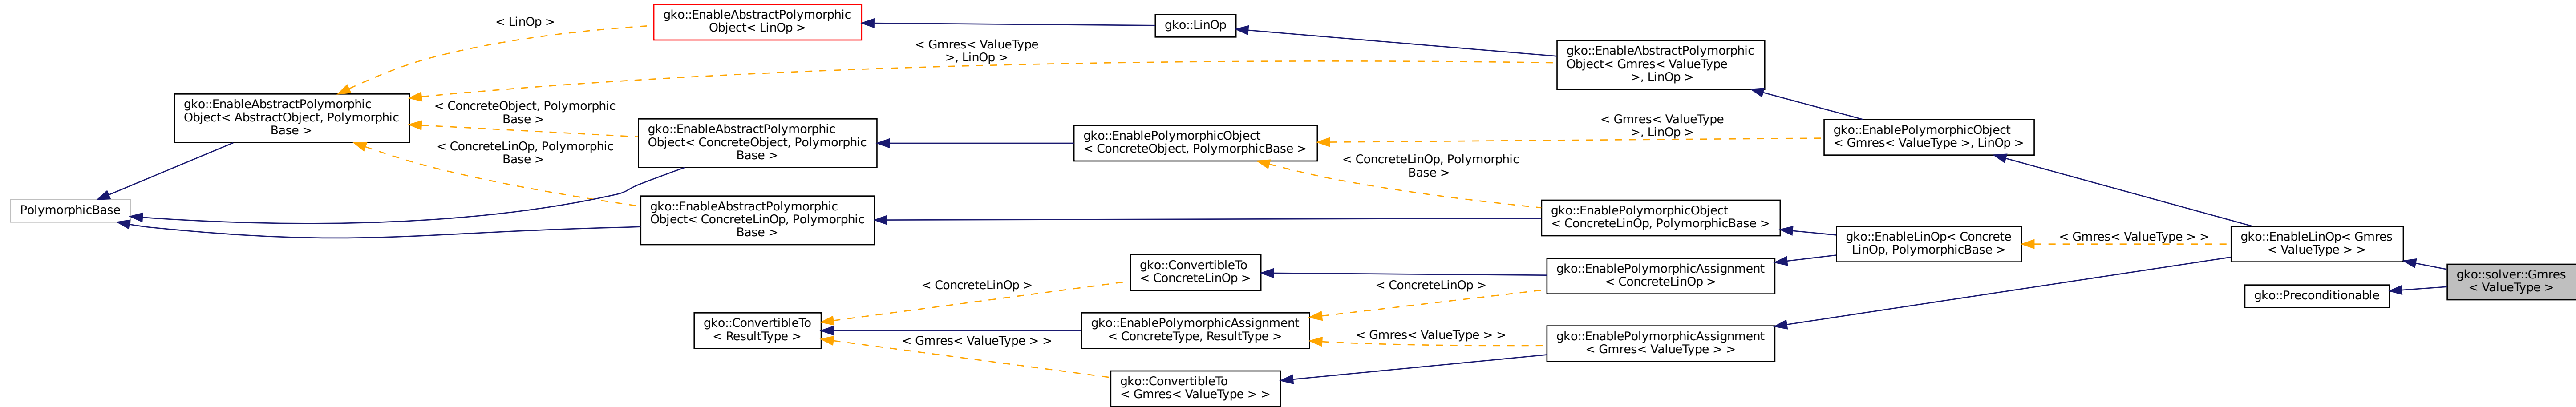 gko::EnableAbstractPolymorphic
Object< LinOp >
< LinOp >
gko::LinOp
< Gmres< ValueType
>, LinOp >
gko::EnableAbstractPolymorphic
Object< Gmres< ValueType
>, LinOp >
gko::EnableAbstractPolymorphic
Object< AbstractObject, Polymorphic
Base >
< ConcreteObject, Polymorphic
Base >
< ConcreteLinOp, Polymorphic
Base >
gko::EnableAbstractPolymorphic
Object< ConcreteObject, Polymorphic
Base >
gko::EnablePolymorphicObject
< ConcreteObject, PolymorphicBase >
< Gmres< ValueType
>, LinOp >
gko::EnablePolymorphicObject
< Gmres< ValueType >, LinOp >
< ConcreteLinOp, Polymorphic
Base >
PolymorphicBase
gko::EnableAbstractPolymorphic
Object< ConcreteLinOp, Polymorphic
Base >
gko::EnablePolymorphicObject
< ConcreteLinOp, PolymorphicBase >
gko::EnableLinOp< Concrete
LinOp, PolymorphicBase >
< Gmres< ValueType > >
gko::EnableLinOp< Gmres
< ValueType > >
gko::solver::Gmres
< ValueType >
gko::Preconditionable
gko::ConvertibleTo
< ConcreteLinOp >
gko::EnablePolymorphicAssignment
< ConcreteLinOp >
< ConcreteLinOp >
< ConcreteLinOp >
gko::ConvertibleTo
< ResultType >
gko::EnablePolymorphicAssignment
< ConcreteType, ResultType >
< Gmres< ValueType > >
< Gmres< ValueType > >
gko::EnablePolymorphicAssignment
< Gmres< ValueType > >
gko::ConvertibleTo
< Gmres< ValueType > >